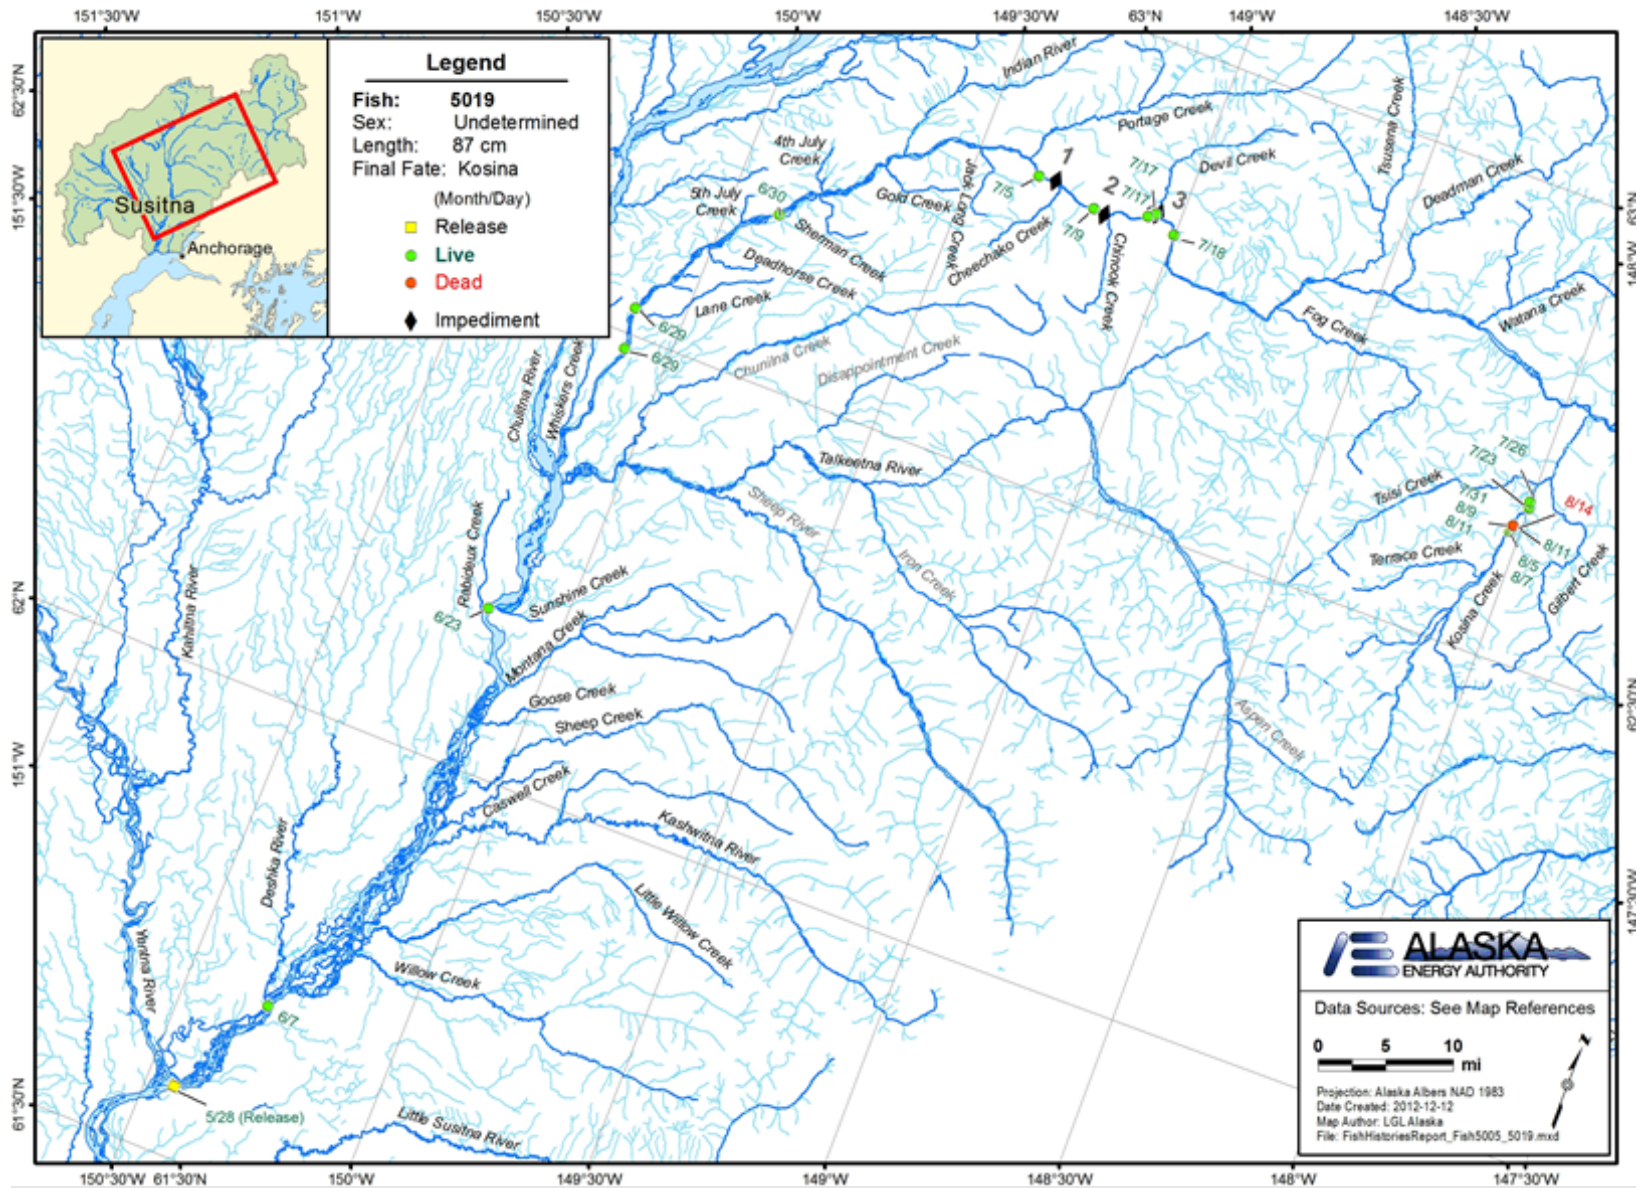 151°30'W 151°W 150°30'W 150°W 149°30'W 63°N 149°W 148°30'W
62°30'N
151°30'W
62°N
151°W
61°30'N
63°N
148°W
62°30'N
147°30'W
150°30'W 61°30'N 150°W 149°30'W 149°W 148°30'W 148°W 147°30'W
Susitna
Anchorage
Legend
Fish: 5019
Sex: Undetermined
Length: 87 cm
Final Fate: Kosina
(Month/Day)
Release
Live
Dead
Impediment
Indian River
Portage Creek
Tsusena Creek
4th July
Creek
5th July
Creek
6/30
Gold Creek
Jack Long Creek
7/5
1
2
3
7/17
7/17
Devil Creek
Deadman Creek
7/9
7/18
Cheechako Creek
Chinook Creek
Sherman Creek
Deadhorse Creek
Lane Creek
6/29
6/29
Chunilna Creek
Disappointment Creek
Fog Creek
Watana Creek
Chulitna River
Whiskers Creek
Talkeetna River
Sheep River
Iron Creek
Tsisi Creek
7/26
7/23
7/31
8/9
8/11
8/14
8/11
8/5
8/7
Terrace Creek
Kosina Creek
Gilbert Creek
Rabideux Creek
6/23
Sunshine Creek
Montana Creek
Kahiltna River
Goose Creek
Sheep Creek
Aspen Creek
Caswell Creek
Kashwitna River
Deshka River
Little Willow Creek
Willow Creek
Yentna River
6/7
5/28 (Release)
Little Susitna River
ALASKA
ENERGY AUTHORITY
Data Sources: See Map References
0 5 10
mi
N
Projection: Alaska Albers NAD 1983
Date Created: 2012-12-12
Map Author: LGL Alaska
File: FishHistoriesReport_Fish5005_5019.mxd